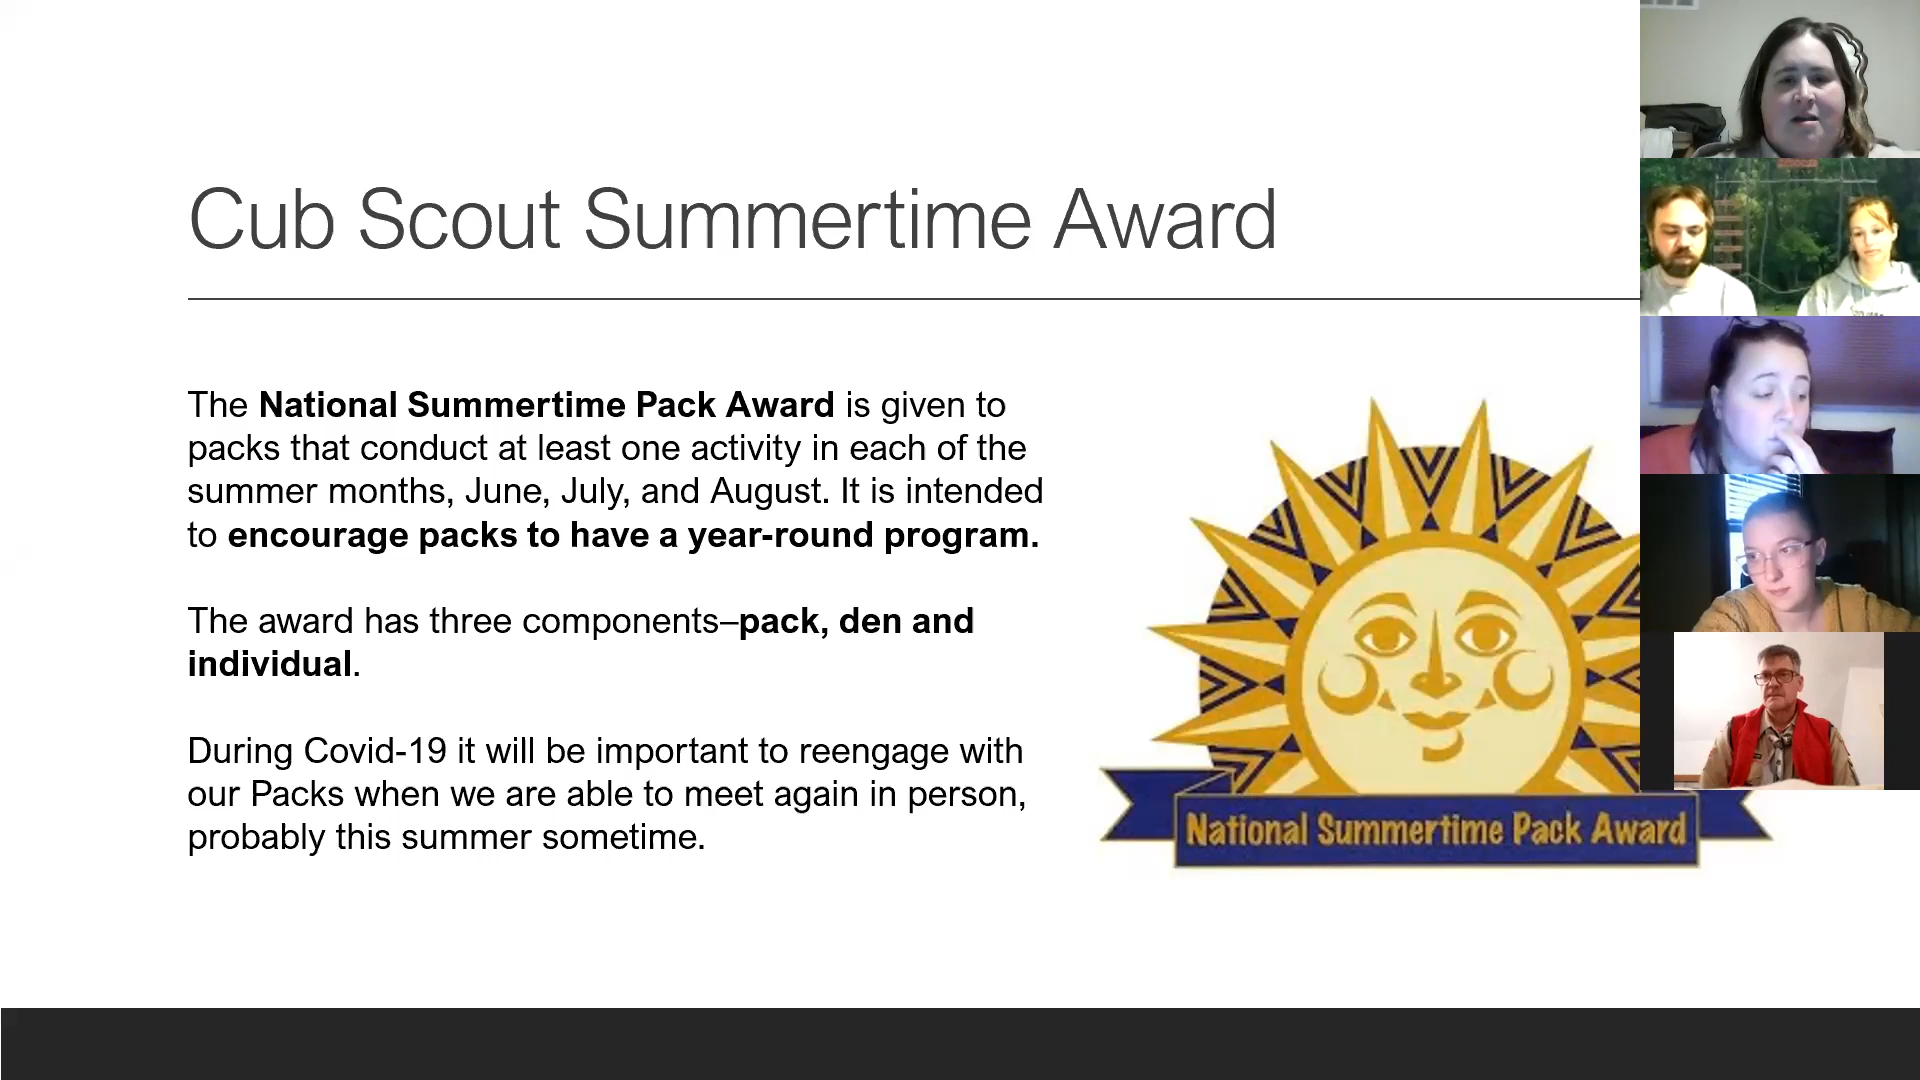 Cub Scout Summertime Award
The National Summertime Pack Award is given to
packs that conduct at least one activity in each of the
summer months, June, July, and August. It is intended
to encourage packs to have a year-round program.
The award has three components–pack, den and
individual.
During Covid-19 it will be important to reengage with
our Packs when we are able to meet again in person,
probably this summer sometime.
National Summertime Pack Award